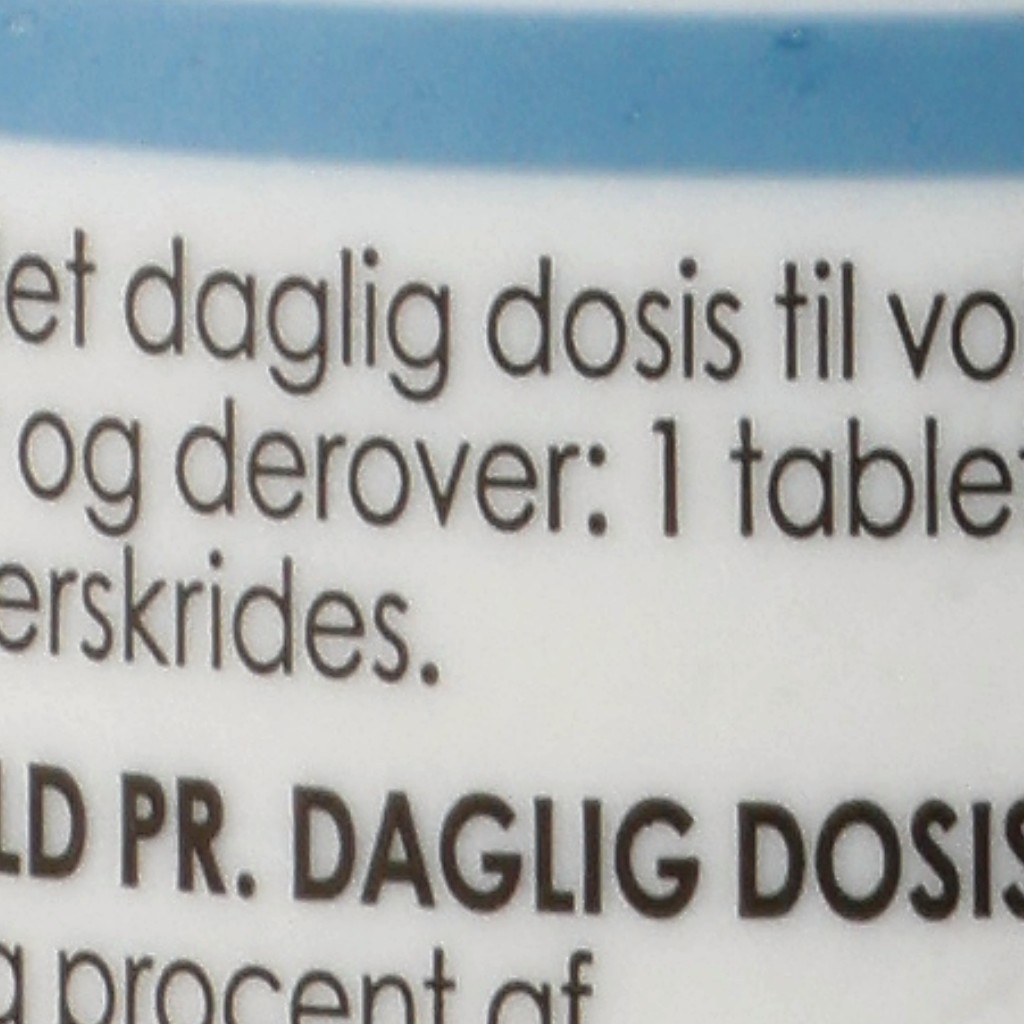 et daglig dosis til vo
og derover: 1 table
erskrides.
LD PR. DAGLIG DOSIS
procent af